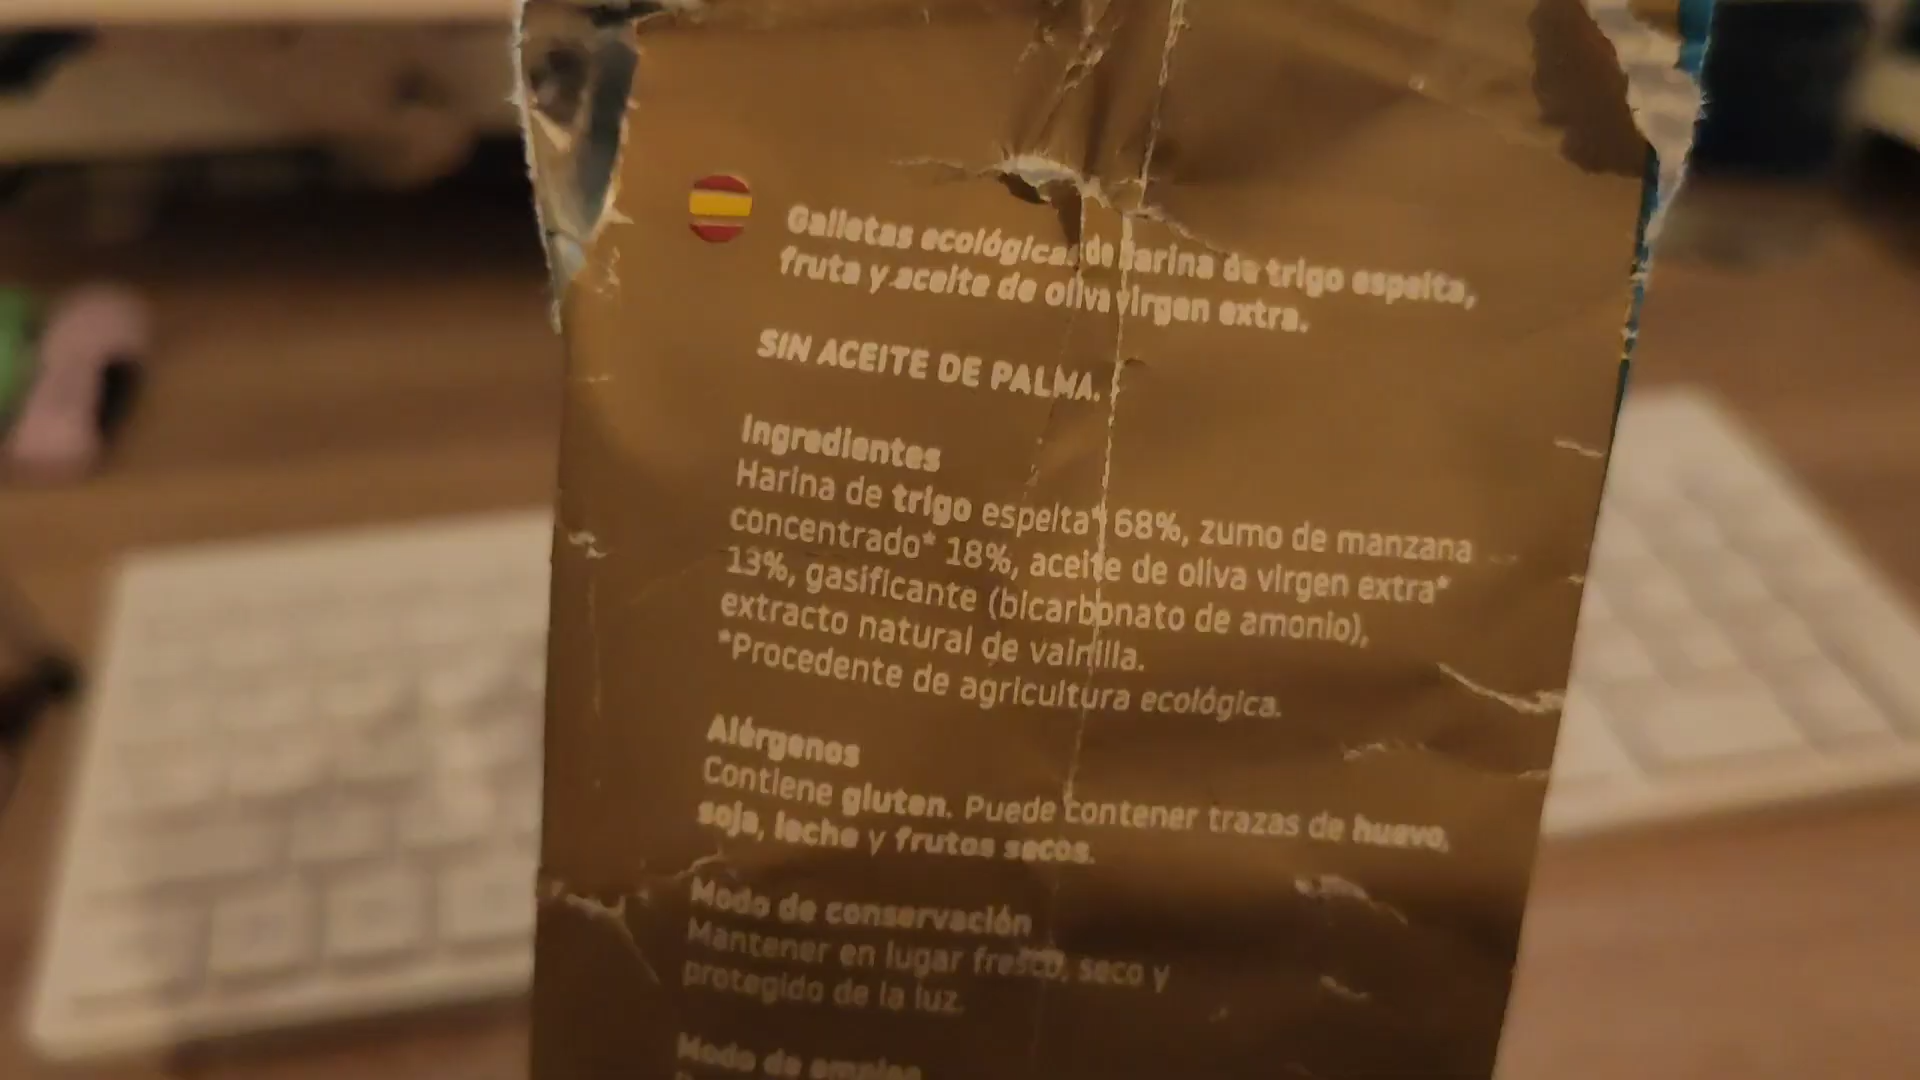 Galletas ecológicas de harina de trigo espelta,
fruta y aceite de oliva virgen extra.
SIN ACEITE DE PALMA.
Ingredientes
Harina de trigo espelta* 68%, zumo de manzana
concentrado* 18%, aceite de oliva virgen extra*
13%, gasificante (bicarbonato de amonio),
extracto natural de vainilla.
*Procedente de agricultura ecológica.
Alérgenos
Contiene gluten. Puede contener trazas de huevo,
soja, leche y frutos secos.
Modo de conservación
Mantener en lugar fresco, seco y
protegido de la luz.
Modo de empleo